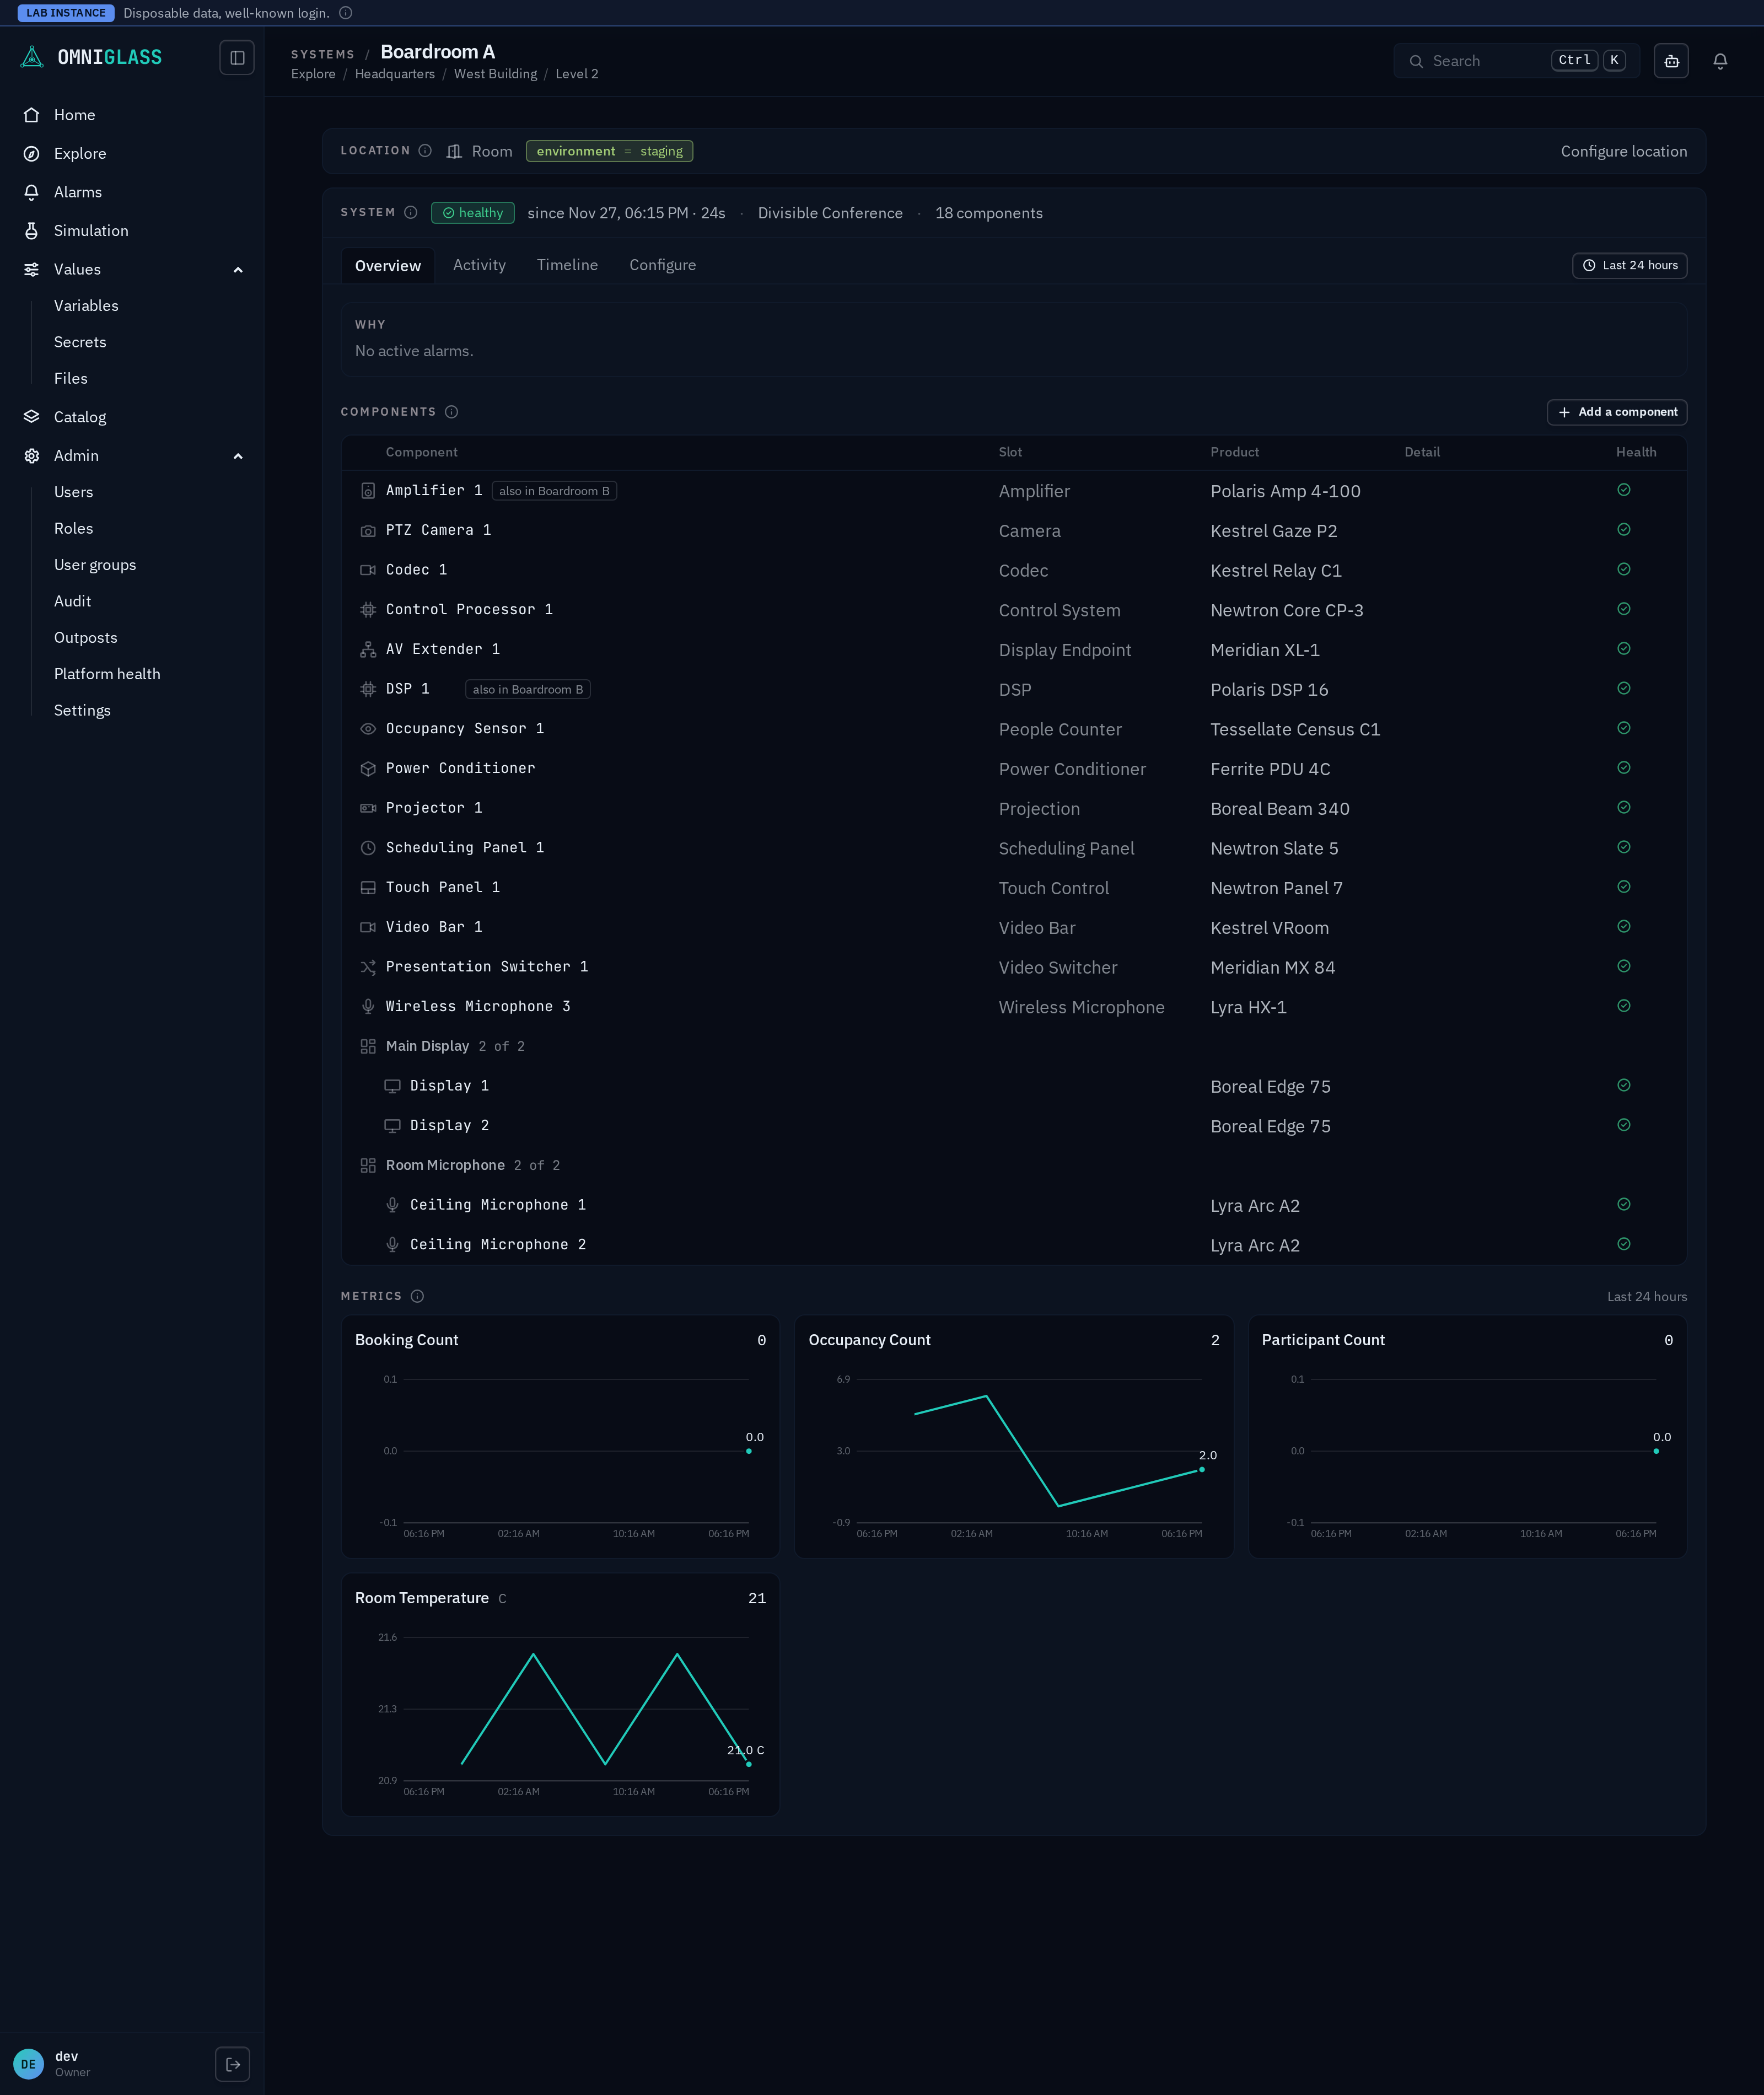 LAB INSTANCE Disposable data, well-known login.
OMNIGLASS
SYSTEMS / Boardroom A
Explore / Headquarters / West Building / Level 2
Search Ctrl K
Home
Explore
Alarms
Simulation
Values
Variables
Secrets
Files
Catalog
Admin
Users
Roles
User groups
Audit
Outposts
Platform health
Settings
DE dev
Owner
LOCATION Room environment = staging Configure location
SYSTEM healthy since Nov 27, 06:15 PM · 24s · Divisible Conference · 18 components
Overview Activity Timeline Configure Last 24 hours
WHY
No active alarms.
COMPONENTS + Add a component
Component Slot Product Detail Health
Amplifier 1 also in Boardroom B Amplifier Polaris Amp 4-100
PTZ Camera 1 Camera Kestrel Gaze P2
Codec 1 Codec Kestrel Relay C1
Control Processor 1 Control System Newtron Core CP-3
AV Extender 1 Display Endpoint Meridian XL-1
DSP 1 also in Boardroom B DSP Polaris DSP 16
Occupancy Sensor 1 People Counter Tessellate Census C1
Power Conditioner Power Conditioner Ferrite PDU 4C
Projector 1 Projection Boreal Beam 340
Scheduling Panel 1 Scheduling Panel Newtron Slate 5
Touch Panel 1 Touch Control Newtron Panel 7
Video Bar 1 Video Bar Kestrel VRoom
Presentation Switcher 1 Video Switcher Meridian MX 84
Wireless Microphone 3 Wireless Microphone Lyra HX-1
Main Display 2 of 2
Display 1 Boreal Edge 75
Display 2 Boreal Edge 75
Room Microphone 2 of 2
Ceiling Microphone 1 Lyra Arc A2
Ceiling Microphone 2 Lyra Arc A2
METRICS Last 24 hours
Booking Count 0
0.1
0.0
0.0
-0.1
06:16 PM 02:16 AM 10:16 AM 06:16 PM
Occupancy Count 2
6.9
3.0
2.0
-0.9
06:16 PM 02:16 AM 10:16 AM 06:16 PM
Participant Count 0
0.1
0.0
0.0
-0.1
06:16 PM 02:16 AM 10:16 AM 06:16 PM
Room Temperature C 21
21.6
21.3
21.0 C
20.9
06:16 PM 02:16 AM 10:16 AM 06:16 PM